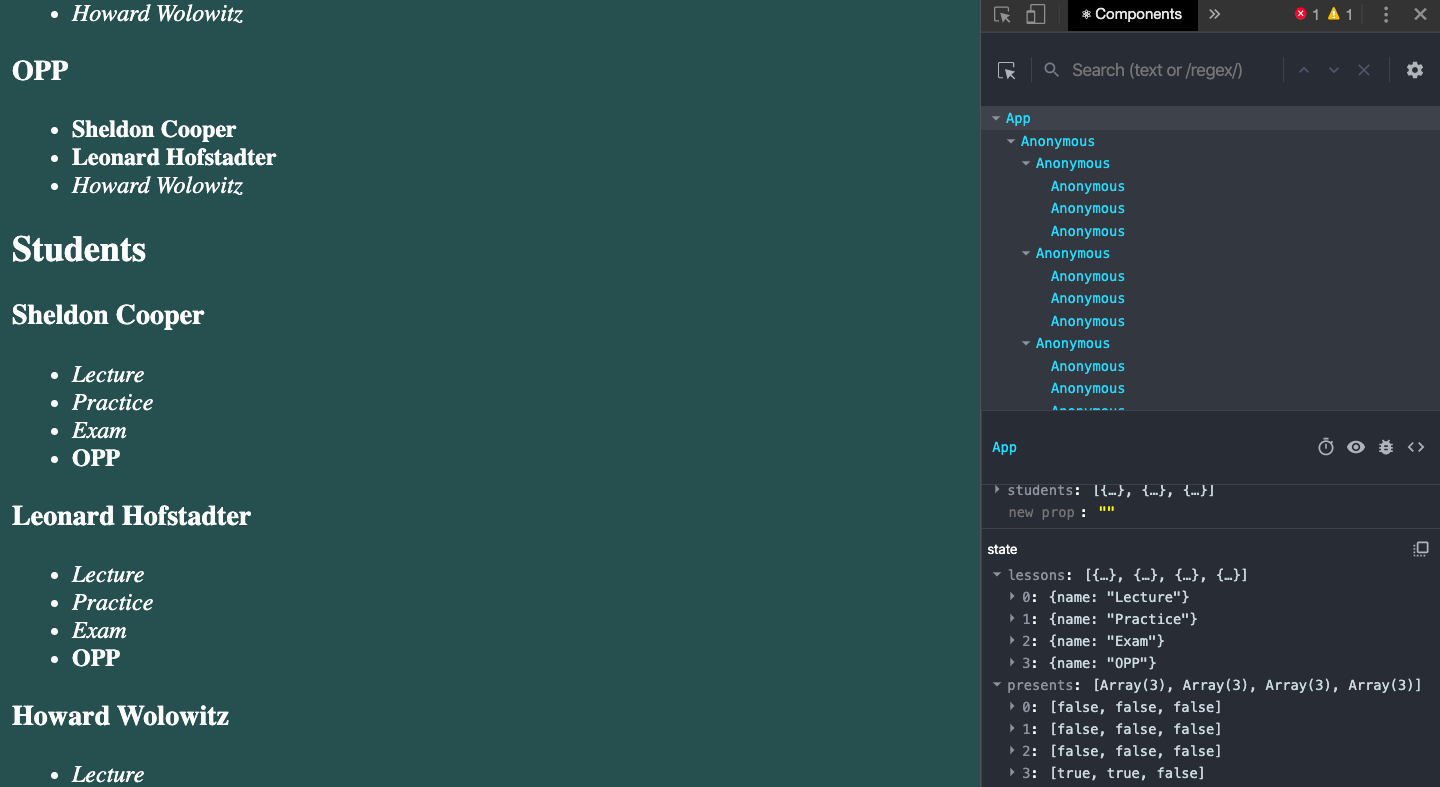 Howard Wolowitz
OPP
Sheldon Cooper
Leonard Hofstadter
Howard Wolowitz
Students
Sheldon Cooper
Lecture
Practice
Exam
OPP
Leonard Hofstadter
Lecture
Practice
Exam
OPP
Howard Wolowitz
Lecture
Components » 1 1
Search (text or /regex/)
App
Anonymous
Anonymous
Anonymous
Anonymous
Anonymous
Anonymous
Anonymous
Anonymous
Anonymous
Anonymous
Anonymous
Anonymous
Anonymous
App
students: [{…}, {…}, {…}]
new prop : ""
state
lessons: [{…}, {…}, {…}, {…}]
0: {name: "Lecture"}
1: {name: "Practice"}
2: {name: "Exam"}
3: {name: "OPP"}
presents: [Array(3), Array(3), Array(3), Array(3)]
0: [false, false, false]
1: [false, false, false]
2: [false, false, false]
3: [true, true, false]